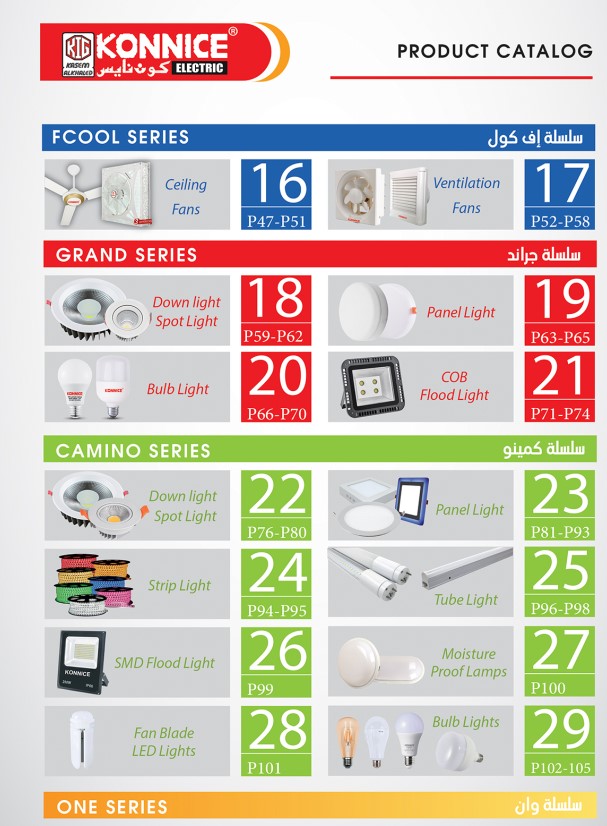 KONNICE®
KTG
KASEM
ALKHALED
كونايس ELECTRIC
PRODUCT CATALOG
FCOOL SERIES
سلسلة إف كول
Ceiling
Fans
16
P47-P51
Ventilation
Fans
17
P52-P58
GRAND SERIES
سلسلة جراند
Down light
Spot Light
18
P59-P62
Panel Light
19
P63-P65
KONNICE
KONNICE
Bulb Light
20
P66-P70
COB
Flood Light
21
P71-P74
CAMINO SERIES
سلسلة كمينو
Down light
Spot Light
22
P76-P80
Panel Light
23
P81-P93
Strip Light
24
P94-P95
Tube Light
25
P96-P98
KONNICE
SMD Flood Light
26
P99
Moisture
Proof Lamps
27
P100
Fan Blade
LED Lights
28
P101
Bulb Lights
29
P102-105
ONE SERIES
سلسلة وان